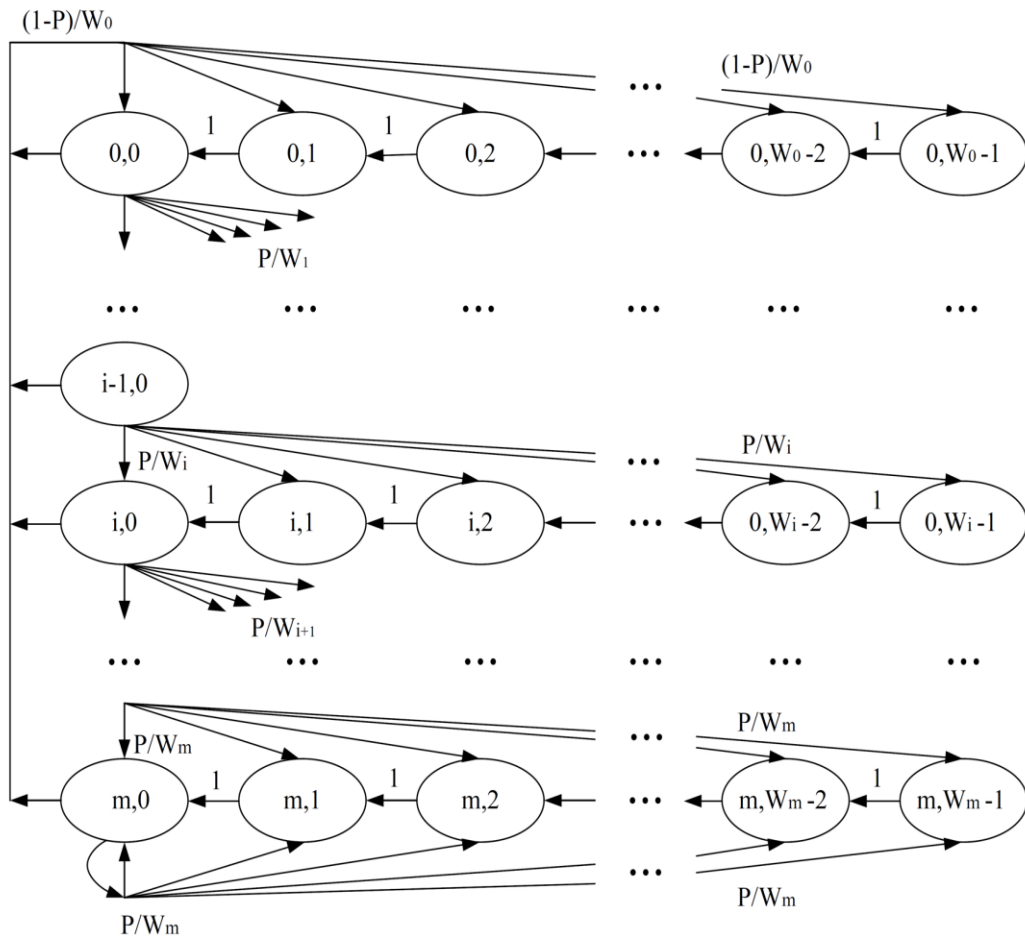 (1-P)/W₀
(1-P)/W₀
...
0,0
1
0,1
1
0,2
...
0,W₀-2
1
0,W₀-1
P/W₁
... ... ... ... ... ...
i-1,0
P/Wᵢ
...
P/Wᵢ
i,0
1
i,1
1
i,2
...
0,Wᵢ-2
1
0,Wᵢ-1
P/Wᵢ₊₁
... ... ... ... ... ...
P/Wₘ
...
P/Wₘ
m,0
1
m,1
1
m,2
...
m,Wₘ-2
1
m,Wₘ-1
...
P/Wₘ
P/Wₘ